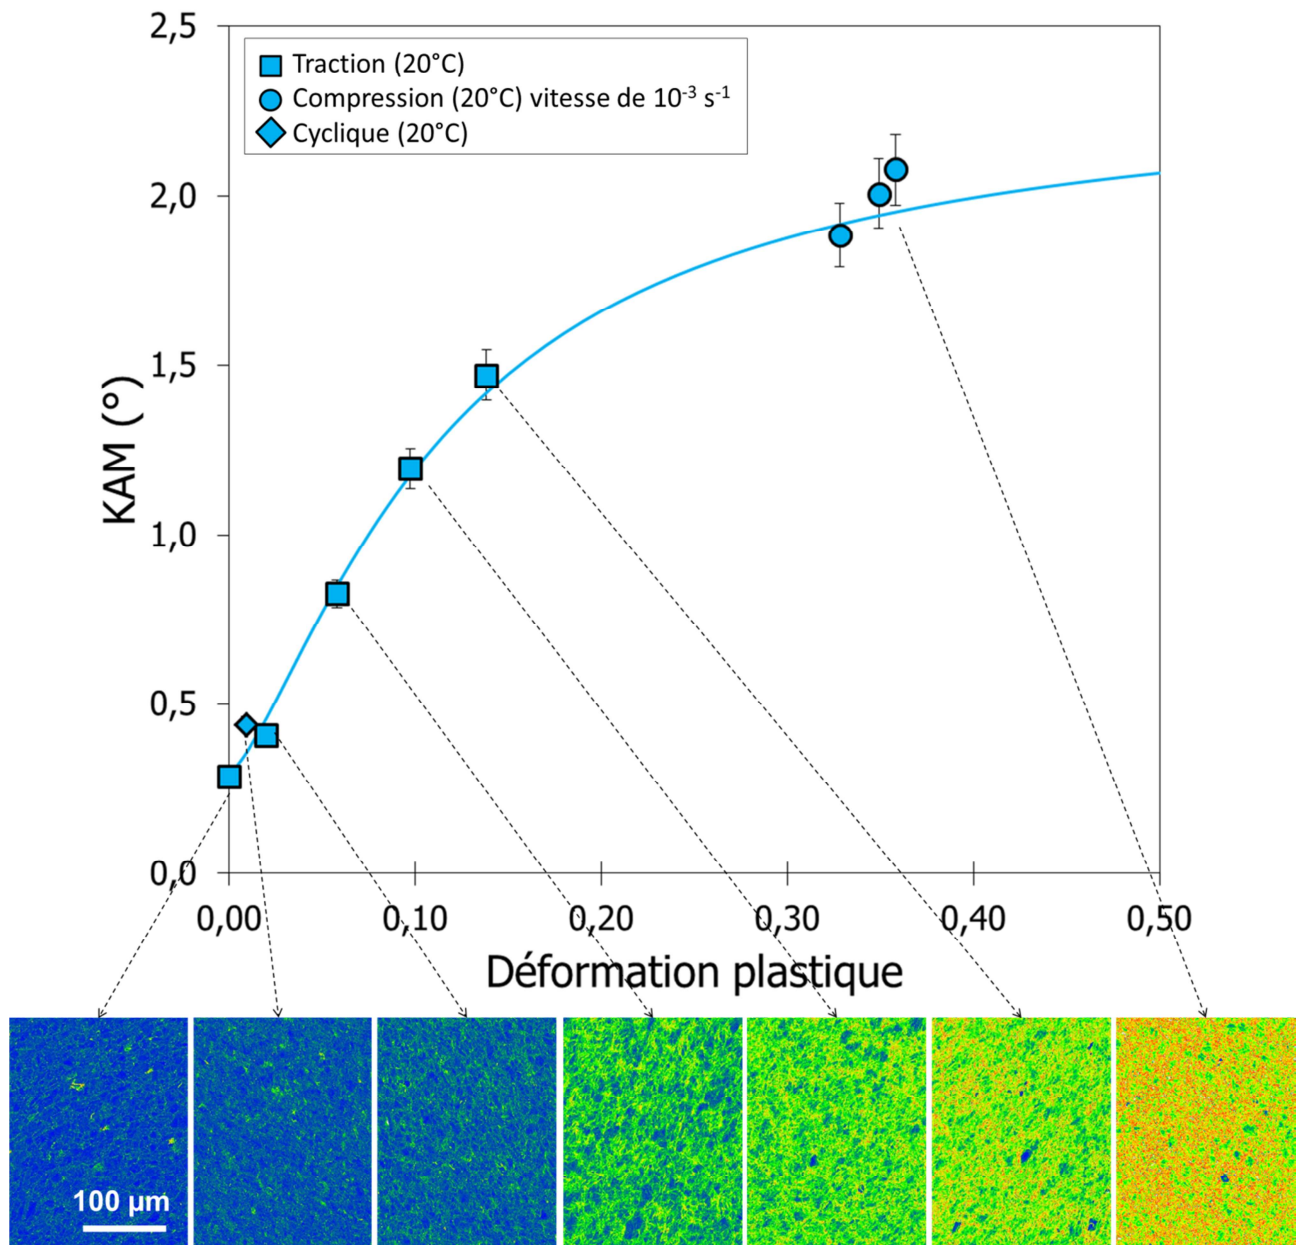 2,5
Traction (20°C)
Compression (20°C) vitesse de 10⁻³ s⁻¹
Cyclique (20°C)
2,0
1,5
KAM (°)
1,0
0,5
0,0
0,00 0,10 0,20 0,30 0,40 0,50
Déformation plastique
100 µm